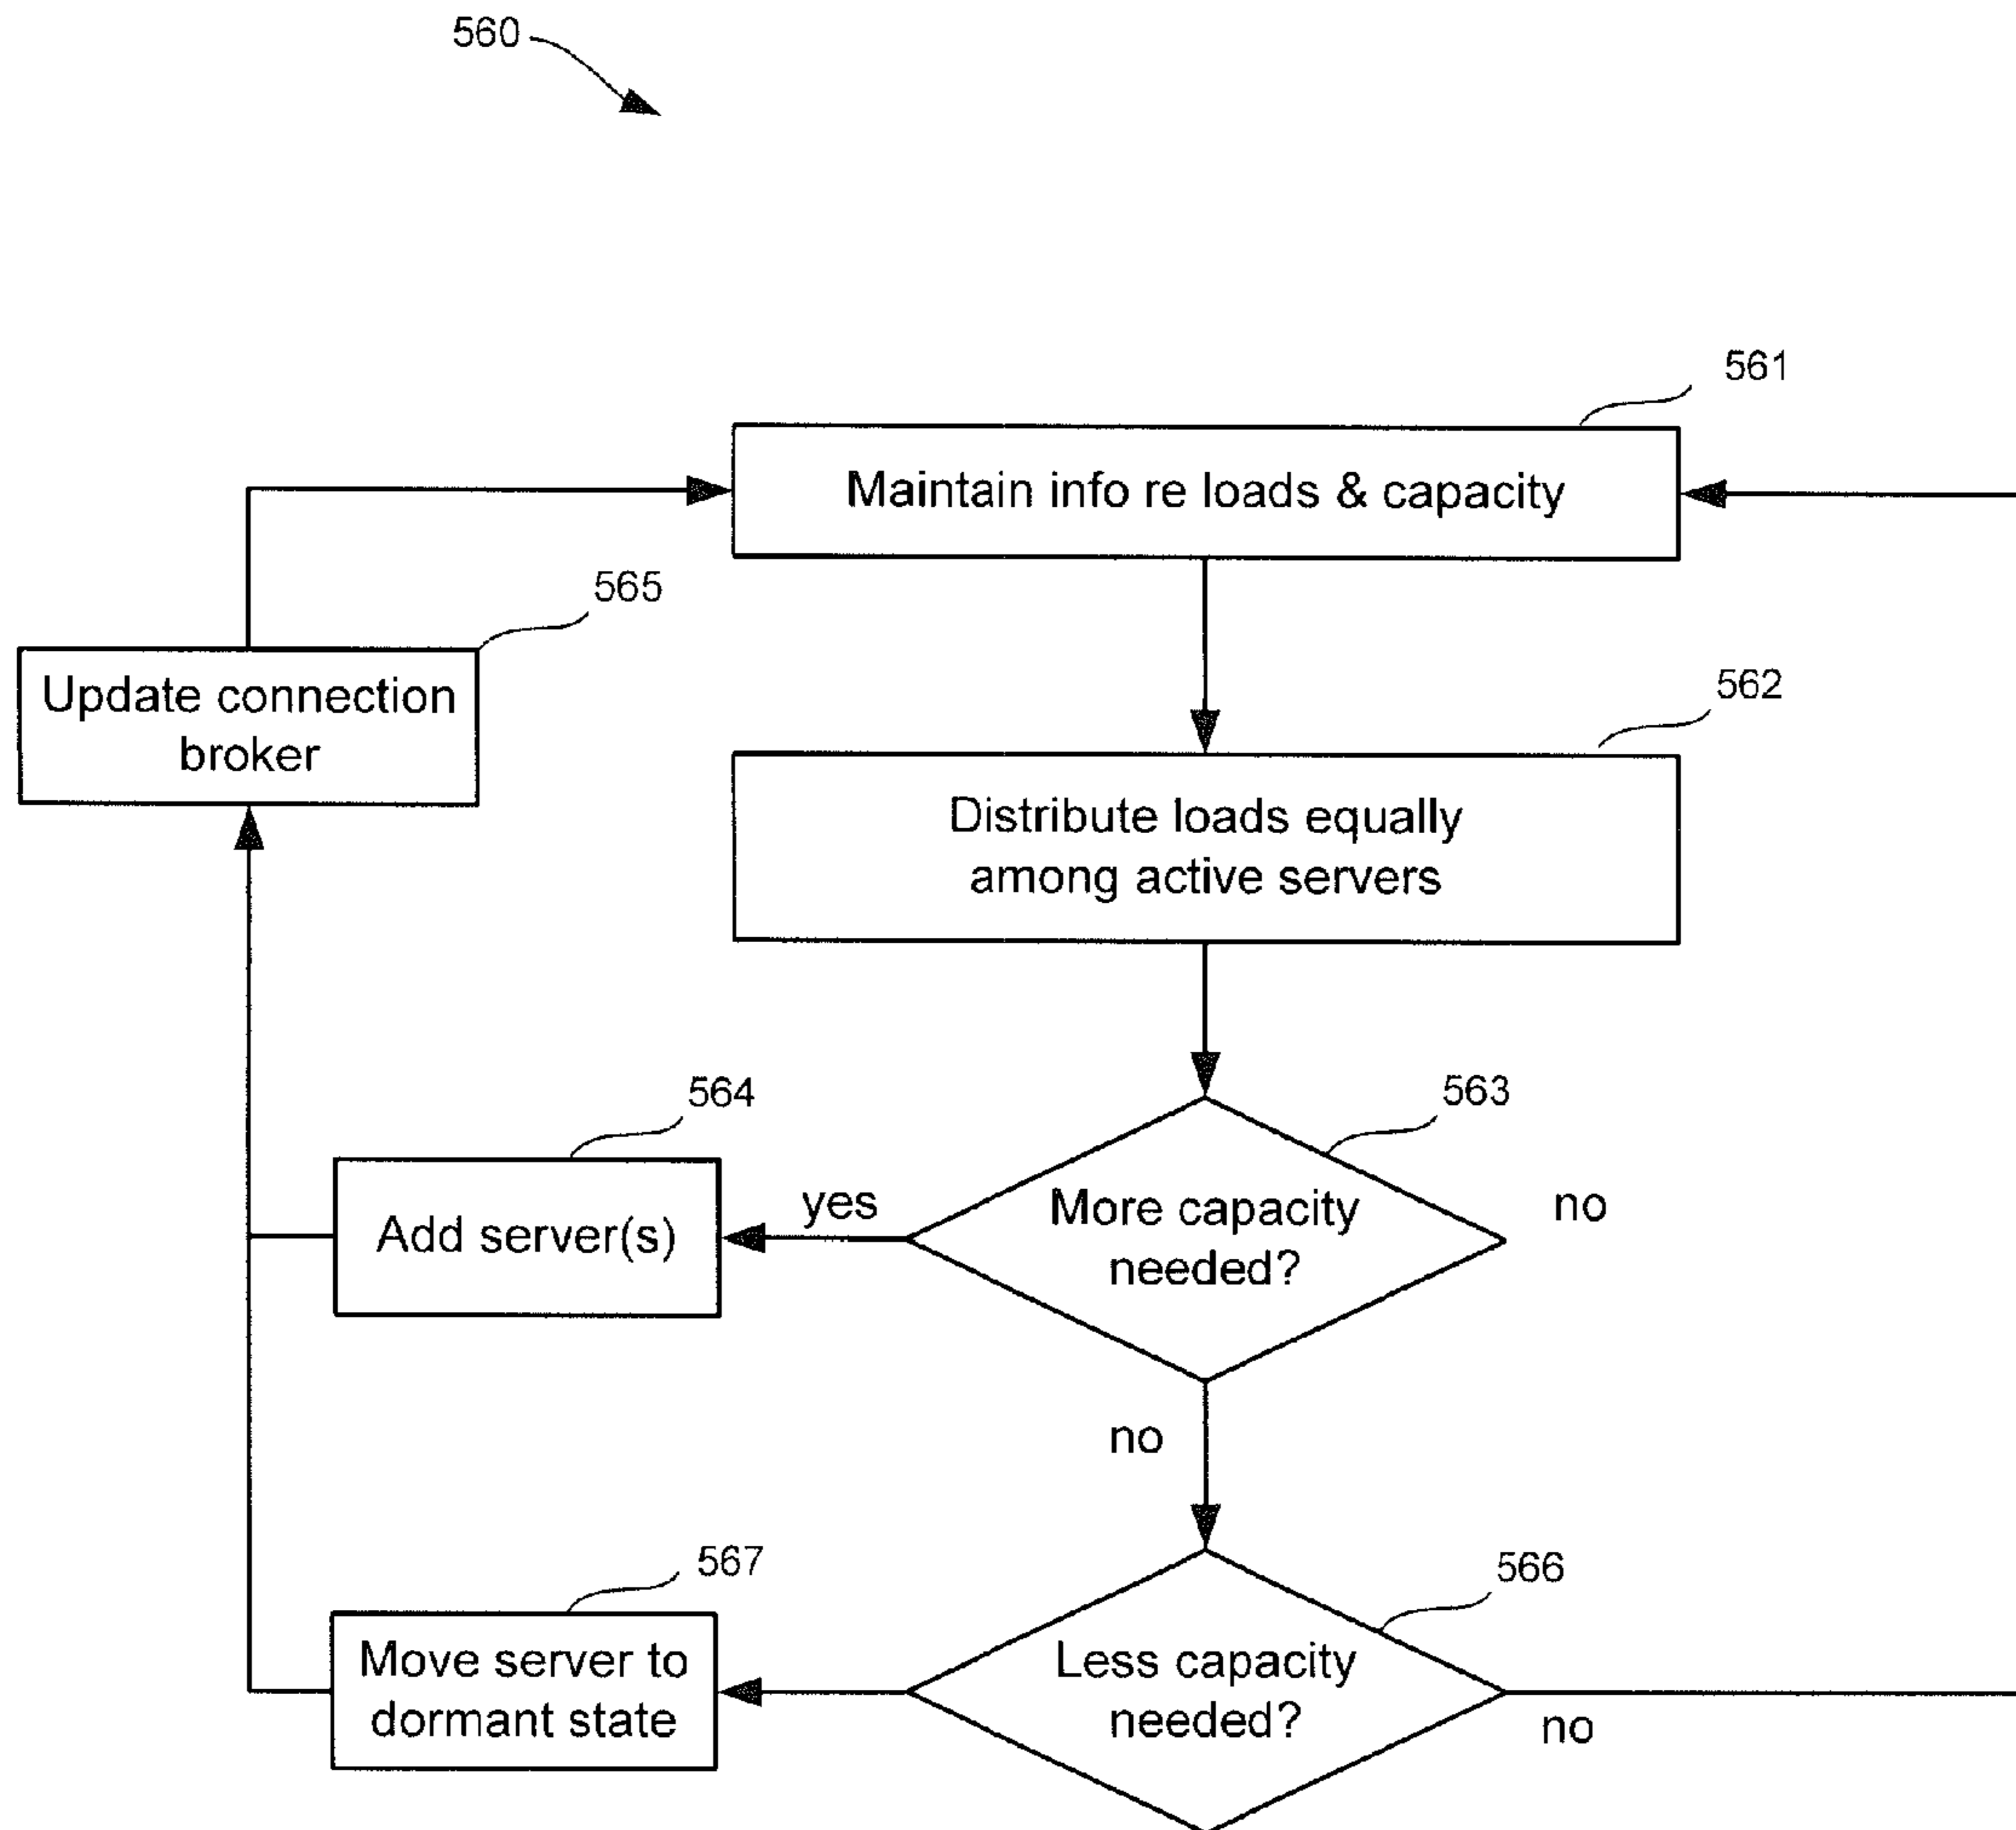 560
561
Maintain info re loads & capacity
565
Update connection
broker
562
Distribute loads equally
among active servers
564
Add server(s)
yes
563
More capacity
needed?
no
no
567
Move server to
dormant state
566
Less capacity
needed?
no